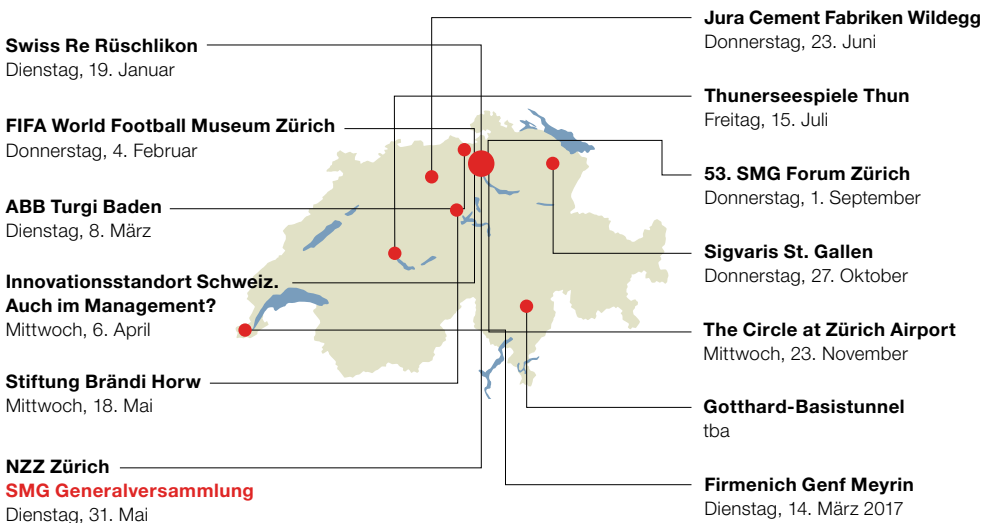 Swiss Re Rüschlikon
Dienstag, 19. Januar
FIFA World Football Museum Zürich
Donnerstag, 4. Februar
ABB Turgi Baden
Dienstag, 8. März
Innovationsstandort Schweiz.
Auch im Management?
Mittwoch, 6. April
Stiftung Brändi Horw
Mittwoch, 18. Mai
NZZ Zürich
SMG Generalversammlung
Dienstag, 31. Mai
Jura Cement Fabriken Wildegg
Donnerstag, 23. Juni
Thunerseespiele Thun
Freitag, 15. Juli
53. SMG Forum Zürich
Donnerstag, 1. September
Sigvaris St. Gallen
Donnerstag, 27. Oktober
The Circle at Zürich Airport
Mittwoch, 23. November
Gotthard-Basistunnel
tba
Firmenich Genf Meyrin
Dienstag, 14. März 2017